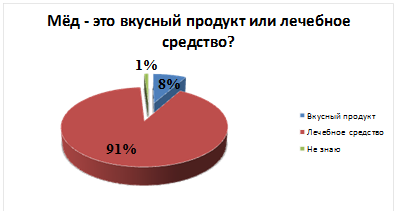 Мёд - это вкусный продукт или лечебное
средство?
1%
8%
91%
Вкусный продукт
Лечебное средство
Не знаю